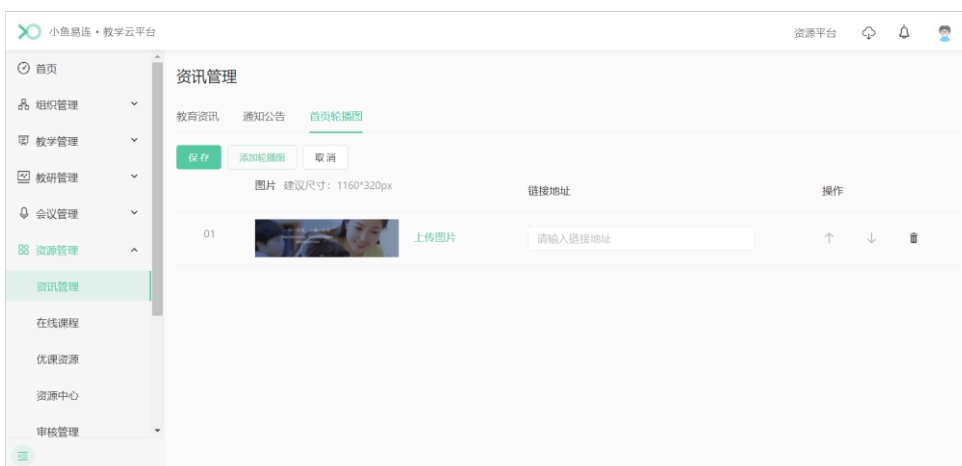 小鱼易连·教学云平台
资源平台
首页
组织管理
教学管理
教研管理
会议管理
资源管理
资讯管理
在线课程
优课资源
资源中心
审核管理
资讯管理
教育资讯 通知公告 首页轮播图
保存 添加轮播图 取消
图片 建议尺寸：1160*320px 链接地址 操作
01 上传图片 请输入链接地址